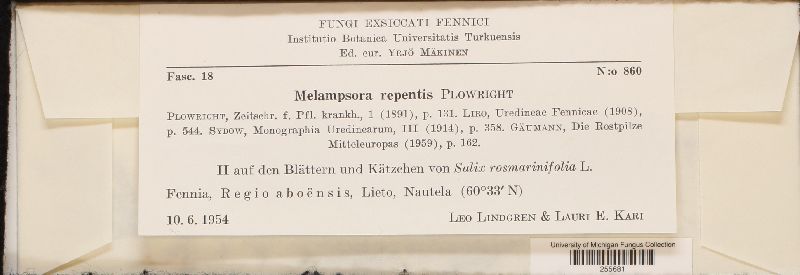 FUNGI EXSICCATI FENNICI
Institutio Botanica Universitatis Turkuensis
Ed. cur. YRJÖ MÄKINEN
Fasc. 18 N:o 860
Melampsora repentis PLOWRIGHT
PLOWRIGHT, Zeitschr. f. Pfl. krankh., 1 (1891), p. 131. LIRO, Uredineae Fennicae (1908),
p. 544. SYDOW, Monographia Uredinearum, III (1914), p. 358. GÄUMANN, Die Rostpilze
Mitteleuropas (1959), p. 162.
II auf den Blättern und Kätzchen von Salix rosmarinifolia L.
Fennia, Regio aboënsis, Lieto, Nautela (60°33′ N)
10. 6. 1954 LEO LINDGREN & LAURI E. KARI
University of Michigan Fungus Collection
255681